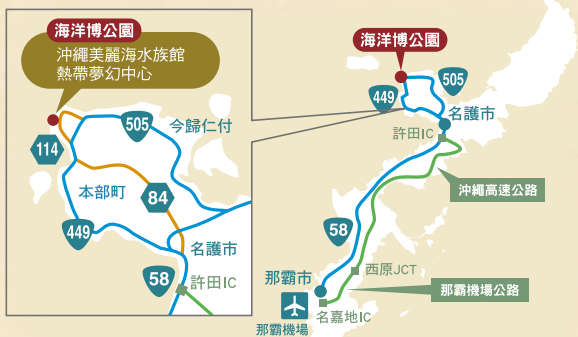 海洋博公園
沖縄美麗海水族館
熱帶夢幻中心
505
今歸仁付
114
本部町
84
449
名護市
58
許田IC
海洋博公園
505
449
名護市
許田IC
沖縄高速公路
58
西原JCT
那霸市
那霸機場公路
名嘉地IC
那霸機場